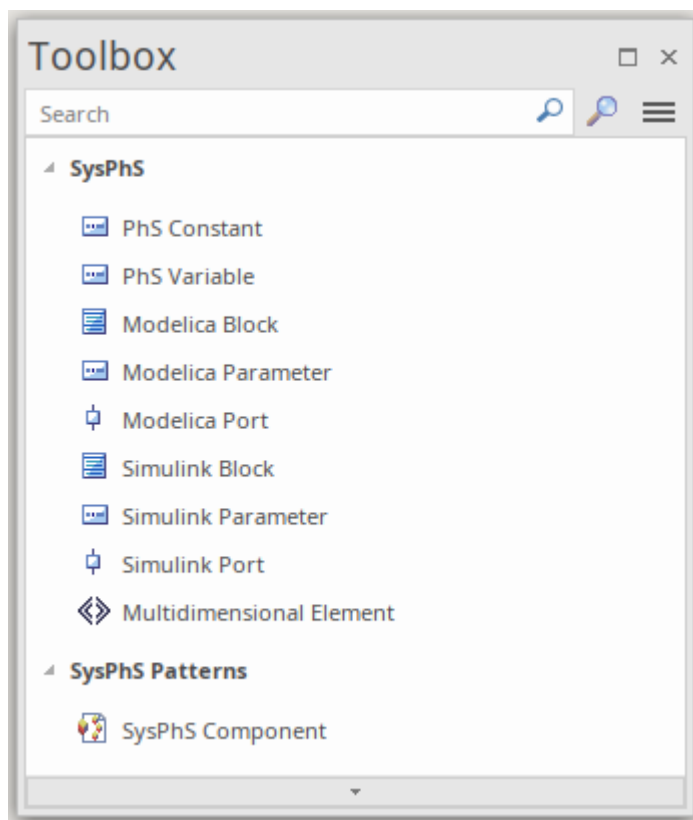 Toolbox
Search
SysPhS
PhS Constant
PhS Variable
Modelica Block
Modelica Parameter
Modelica Port
Simulink Block
Simulink Parameter
Simulink Port
Multidimensional Element
SysPhS Patterns
SysPhS Component